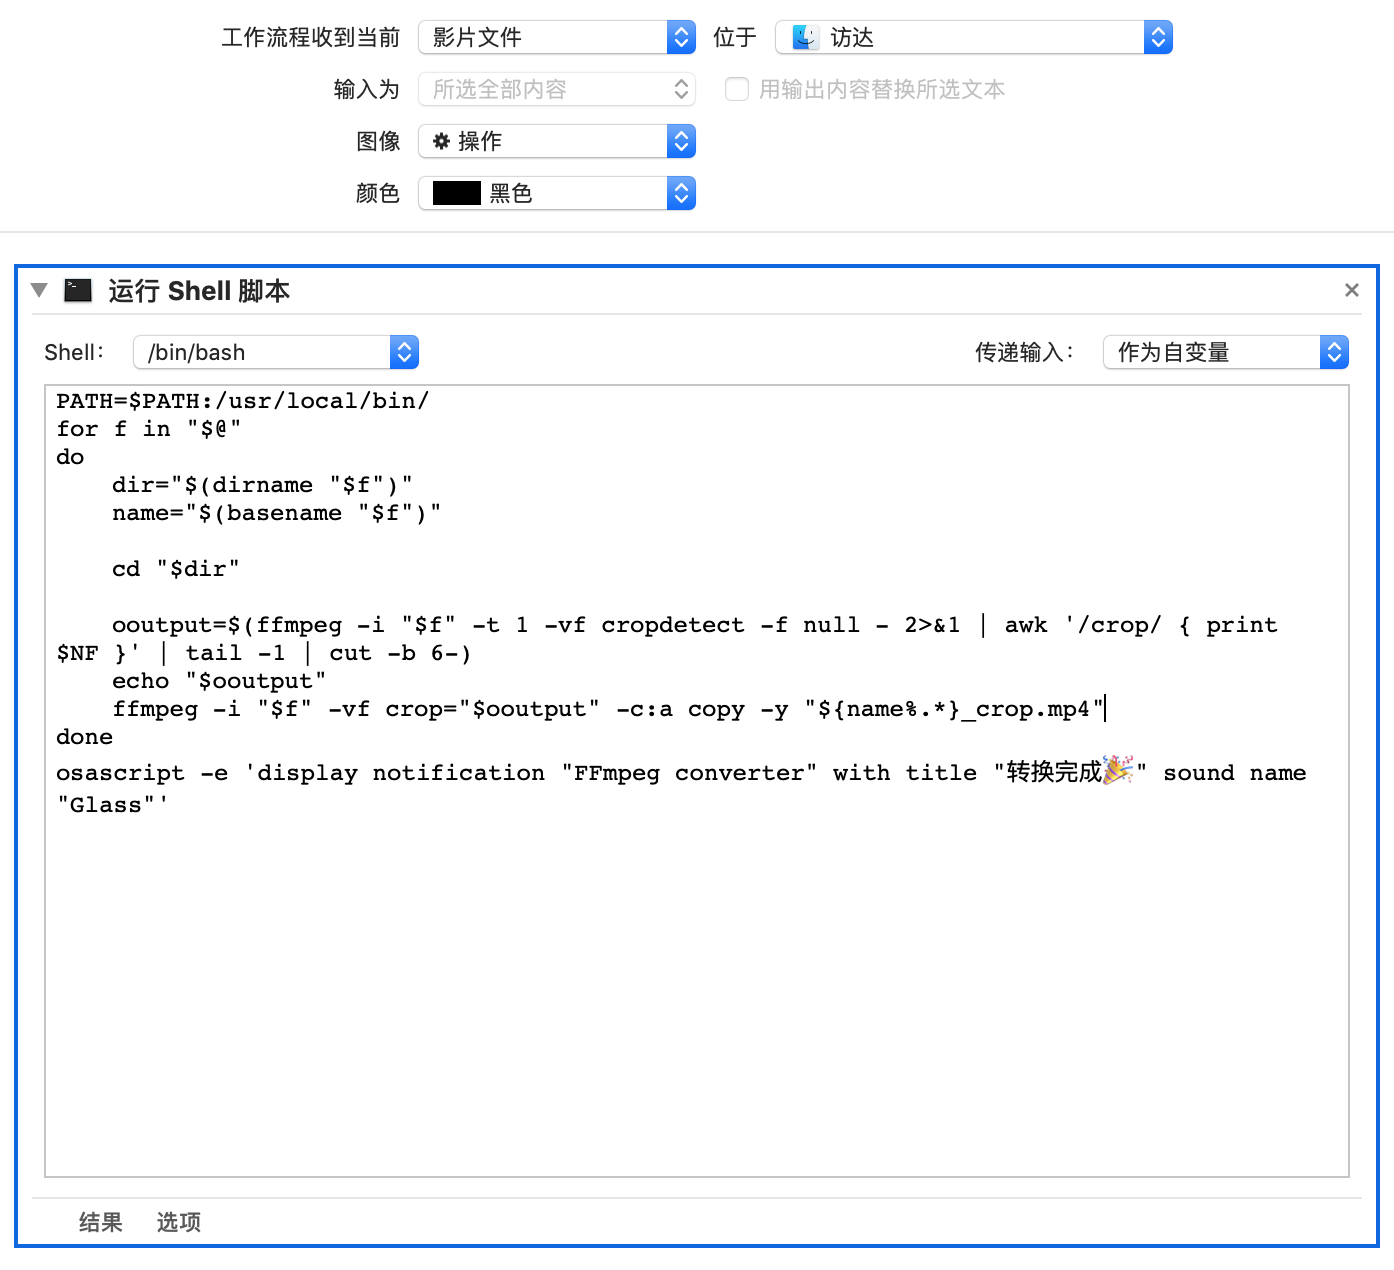 工作流程收到当前 影片文件 位于 访达
输入为 所选全部内容 用输出内容替换所选文本
图像 操作
颜色 黑色
运行 Shell 脚本
Shell: /bin/bash 传递输入: 作为自变量
PATH=$PATH:/usr/local/bin/
for f in "$@"
do
    dir="$(dirname "$f")"
    name="$(basename "$f")"
    cd "$dir"
    ooutput=$(ffmpeg -i "$f" -t 1 -vf cropdetect -f null - 2>&1 | awk '/crop/ { print
$NF }' | tail -1 | cut -b 6-)
    echo "$ooutput"
    ffmpeg -i "$f" -vf crop="$ooutput" -c:a copy -y "${name%.*}_crop.mp4"
done
osascript -e 'display notification "FFmpeg converter" with title "转换完成🎉" sound name
"Glass"'
结果 选项